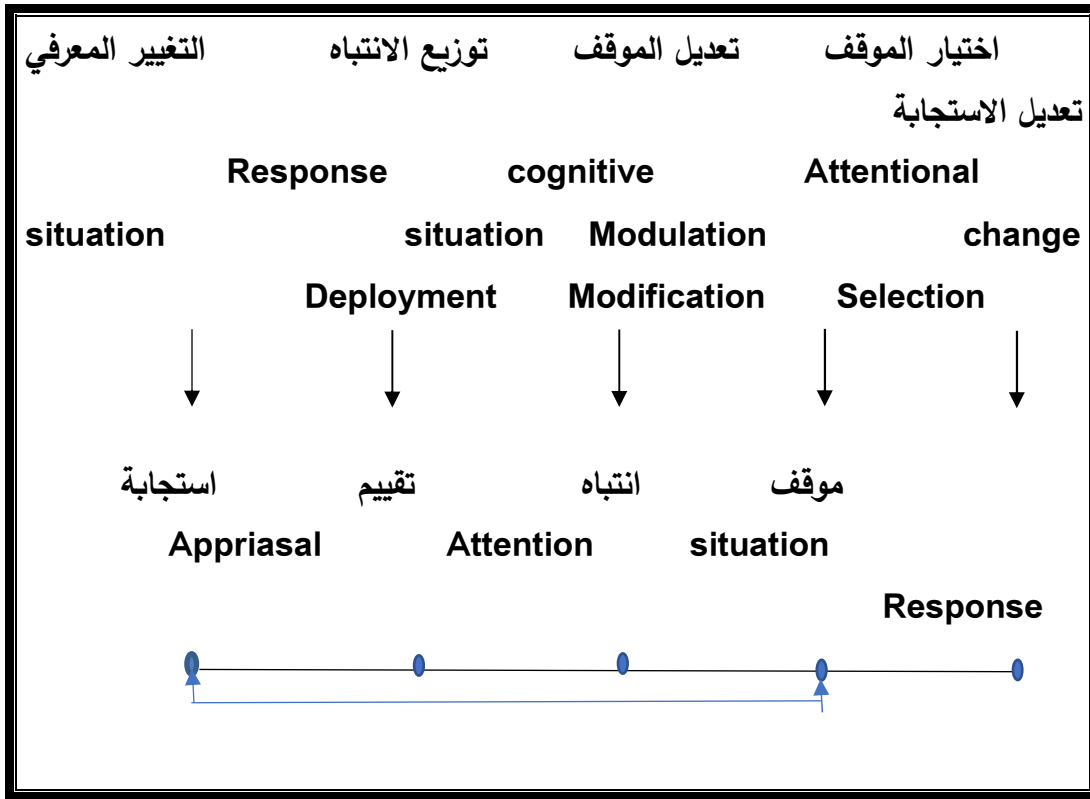 اختيار الموقف تعديل الموقف توزيع الانتباه التغيير المعرفي
تعديل الاستجابة
Response cognitive Attentional
situation situation Modulation change
Deployment Modification Selection
موقف انتباه تقييم استجابة
Appriasal Attention situation
Response